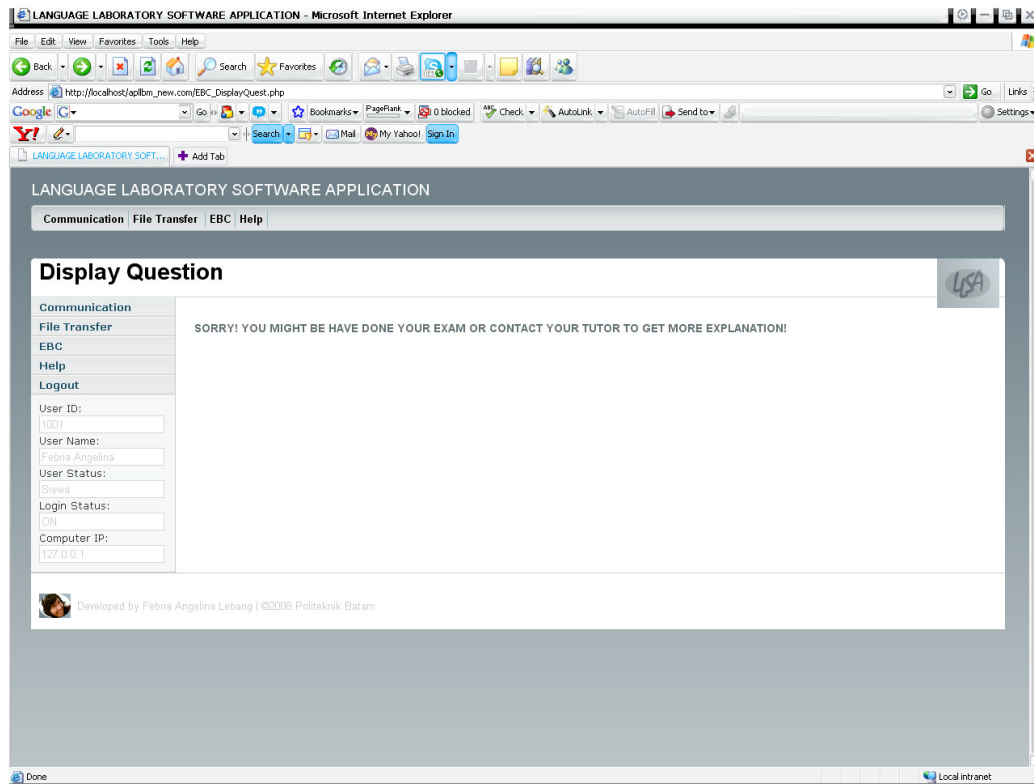 LANGUAGE LABORATORY SOFTWARE APPLICATION - Microsoft Internet Explorer
File Edit View Favorites Tools Help
Back Search Favorites
Address http://localhost/apllbm_new.com/EBC_DisplayQuest.php Go Links
Google G Go Bookmarks PageRank 0 blocked ABC Check AutoLink AutoFill Send to Settings
Y! Search Mail My Yahoo! Sign In
LANGUAGE LABORATORY SOFT... Add Tab
LANGUAGE LABORATORY SOFTWARE APPLICATION
Communication File Transfer EBC Help
Display Question
LLSA
Communication
File Transfer
EBC
Help
Logout
User ID:
1001
User Name:
Febria Angelina
User Status:
Siswa
Login Status:
ON
Computer IP:
127.0.0.1
SORRY! YOU MIGHT BE HAVE DONE YOUR EXAM OR CONTACT YOUR TUTOR TO GET MORE EXPLANATION!
Developed by Febria Angelina Lebang | ©2008 Politeknik Batam
Done Local intranet